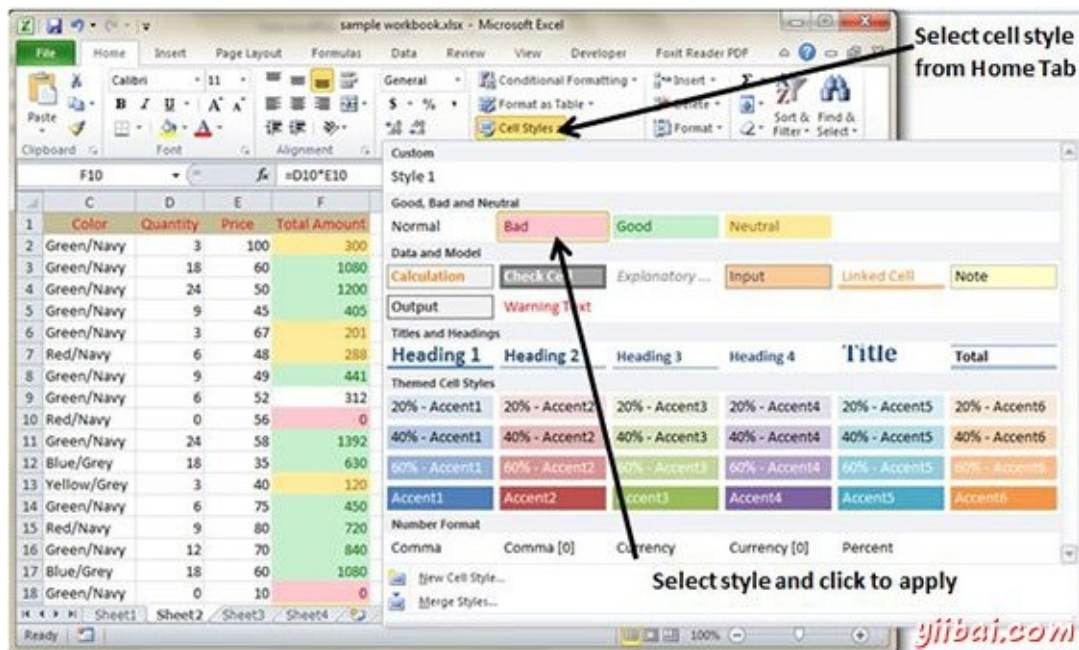 sample workbook.xlsx - Microsoft Excel
File Home Insert Page Layout Formulas Data Review View Developer Foxit Reader PDF
Select cell style
from Home Tab
Calibri 11 General Conditional Formatting Insert
Paste B I U A A $ % , Format as Table Delete
Cell Styles Format Sort & Filter Find & Select
Clipboard Font Alignment
F10 fx =D10*E10
C D E F
1 Color Quantity Price Total Amount
2 Green/Navy 3 100 300
3 Green/Navy 18 60 1080
4 Green/Navy 24 50 1200
5 Green/Navy 9 45 405
6 Green/Navy 3 67 201
7 Red/Navy 6 48 288
8 Green/Navy 9 49 441
9 Green/Navy 6 52 312
10 Red/Navy 0 56 0
11 Green/Navy 24 58 1392
12 Blue/Grey 18 35 630
13 Yellow/Grey 3 40 120
14 Green/Navy 6 75 450
15 Red/Navy 9 80 720
16 Green/Navy 12 70 840
17 Blue/Grey 18 60 1080
18 Green/Navy 0 10 0
Custom
Style 1
Good, Bad and Neutral
Normal Bad Good Neutral
Data and Model
Calculation Check Cell Explanatory ... Input Linked Cell Note
Output Warning Text
Titles and Headings
Heading 1 Heading 2 Heading 3 Heading 4 Title Total
Themed Cell Styles
20% - Accent1 20% - Accent2 20% - Accent3 20% - Accent4 20% - Accent5 20% - Accent6
40% - Accent1 40% - Accent2 40% - Accent3 40% - Accent4 40% - Accent5 40% - Accent6
60% - Accent1 60% - Accent2 60% - Accent3 60% - Accent4 60% - Accent5 60% - Accent6
Accent1 Accent2 Accent3 Accent4 Accent5 Accent6
Number Format
Comma Comma [0] Currency Currency [0] Percent
New Cell Style...
Merge Styles...
Select style and click to apply
Sheet1 Sheet2 Sheet3 Sheet4
Ready 100%
yiibai.com